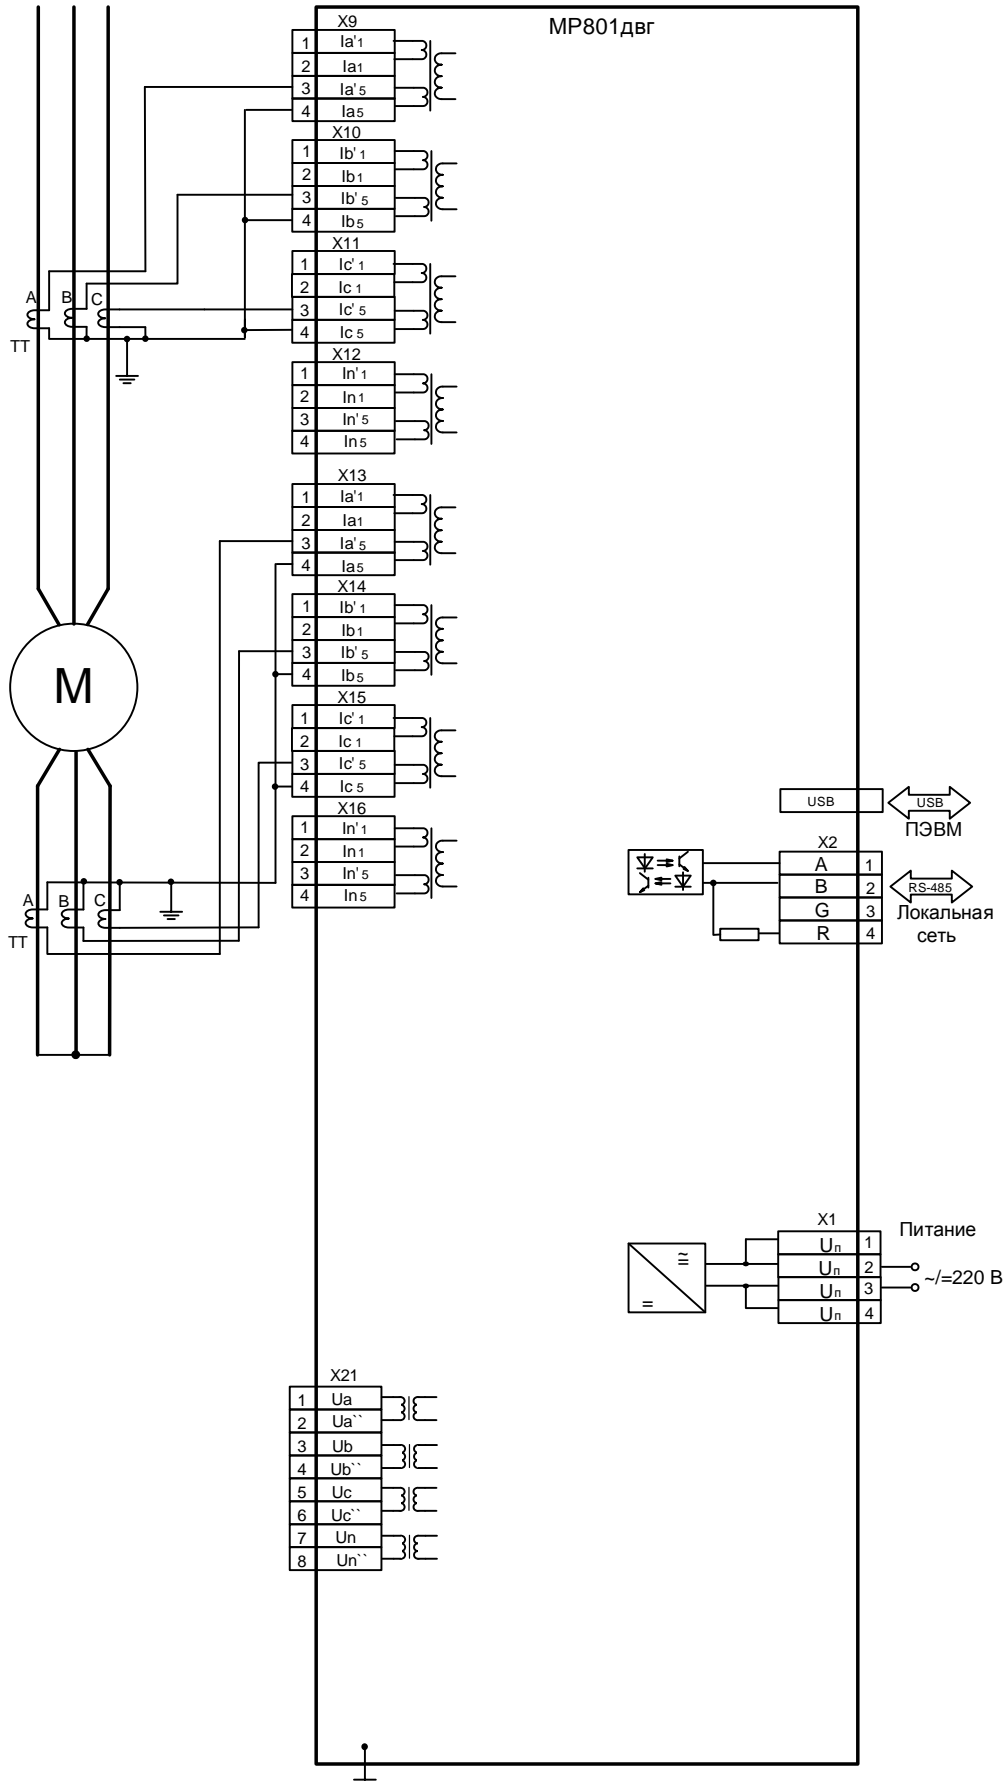 МР801двг
X9
1 Ia'1
2 Ia1
3 Ia'5
4 Ia5
X10
1 Ib'1
2 Ib1
3 Ib'5
4 Ib5
X11
1 Ic'1
2 Ic1
3 Ic'5
4 Ic5
A B C
ТТ
X12
1 In'1
2 In1
3 In'5
4 In5
X13
1 Ia'1
2 Ia1
3 Ia'5
4 Ia5
X14
1 Ib'1
2 Ib1
3 Ib'5
4 Ib5
M
X15
1 Ic'1
2 Ic1
3 Ic'5
4 Ic5
X16
1 In'1
2 In1
3 In'5
4 In5
A B C
ТТ
USB USB
ПЭВМ
X2
A 1
B 2
G 3
R 4
RS-485
Локальная
сеть
X1
Uп 1
Uп 2
Uп 3
Uп 4
Питание
~/=220 В
≂
=
X21
1 Ua
2 Ua``
3 Ub
4 Ub``
5 Uc
6 Uc``
7 Un
8 Un``